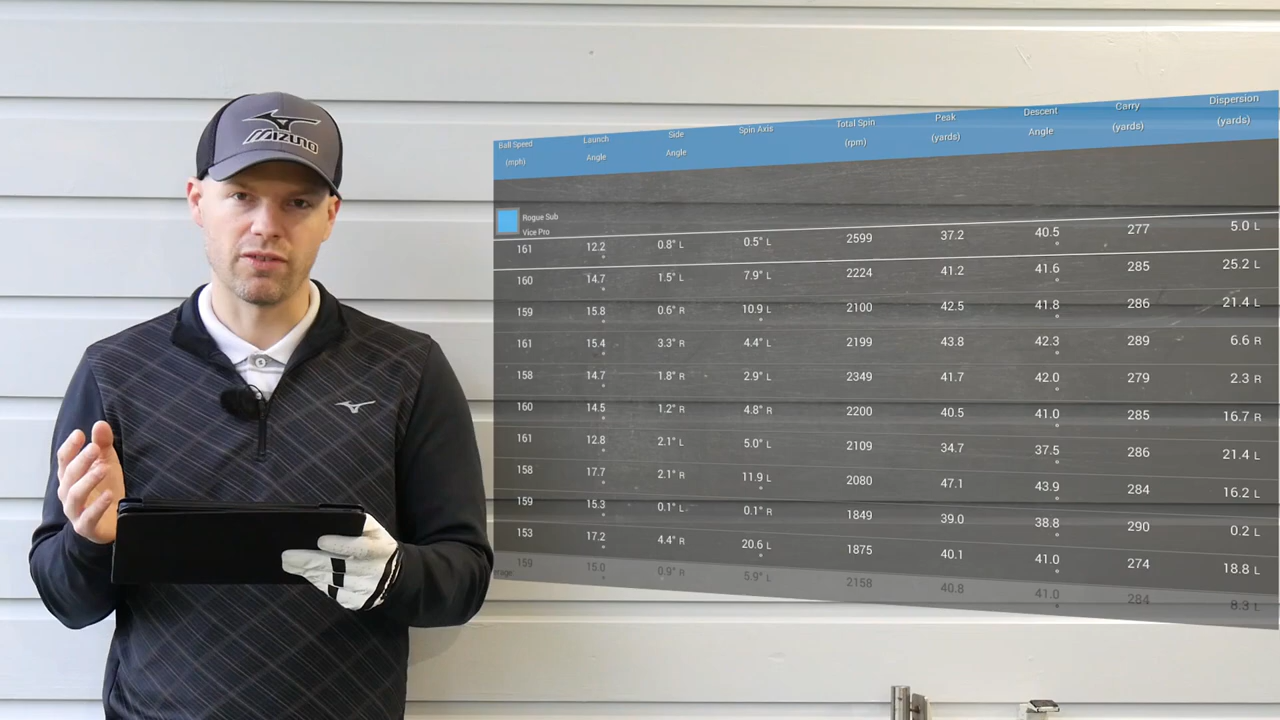 MIZUNO
Ball Speed Launch Side Spin Axis Total Spin Peak Descent Carry Dispersion
(mph) Angle Angle (rpm) (yards) Angle (yards) (yards)
Rogue Sub
Vice Pro
161 12.2° 0.8° L 0.5° L 2599 37.2 40.5° 277 5.0 L
160 14.7° 1.5° L 7.9° L 2224 41.2 41.6° 285 25.2 L
159 15.8° 0.6° R 10.9 L° 2100 42.5 41.8° 286 21.4 L
161 15.4° 3.3° R 4.4° L 2199 43.8 42.3° 289 6.6 R
158 14.7° 1.8° R 2.9° L 2349 41.7 42.0° 279 2.3 R
160 14.5° 1.2° R 4.8° R 2200 40.5 41.0° 285 16.7 R
161 12.8° 2.1° L 5.0° L 2109 34.7 37.5° 286 21.4 L
158 17.7° 2.1° R 11.9 L° 2080 47.1 43.9° 284 16.2 L
159 15.3° 0.1° L 0.1° R 1849 39.0 38.8° 290 0.2 L
153 17.2° 4.4° R 20.6 L° 1875 40.1 41.0° 274 18.8 L
159 15.0° 0.9° R 5.9° L 2158 40.8 41.0° 284 8.3 L